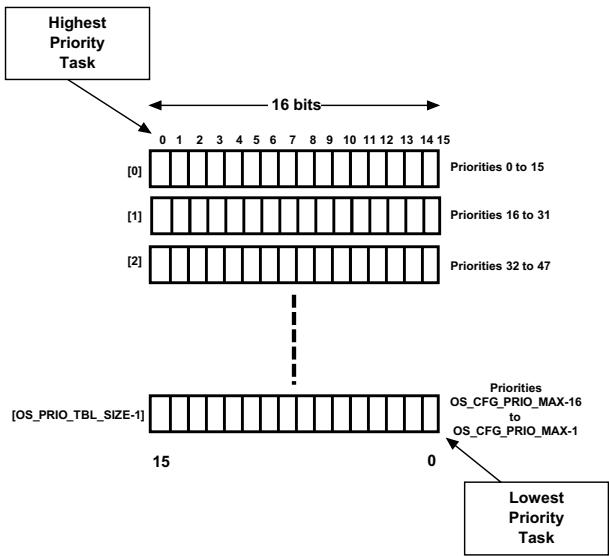 Highest
Priority
Task
16 bits
0 1 2 3 4 5 6 7 8 9 10 11 12 13 14 15
[0] Priorities 0 to 15
[1] Priorities 16 to 31
[2] Priorities 32 to 47
Priorities
OS_CFG_PRIO_MAX-16
[OS_PRIO_TBL_SIZE-1] to
OS_CFG_PRIO_MAX-1
15 0
Lowest
Priority
Task